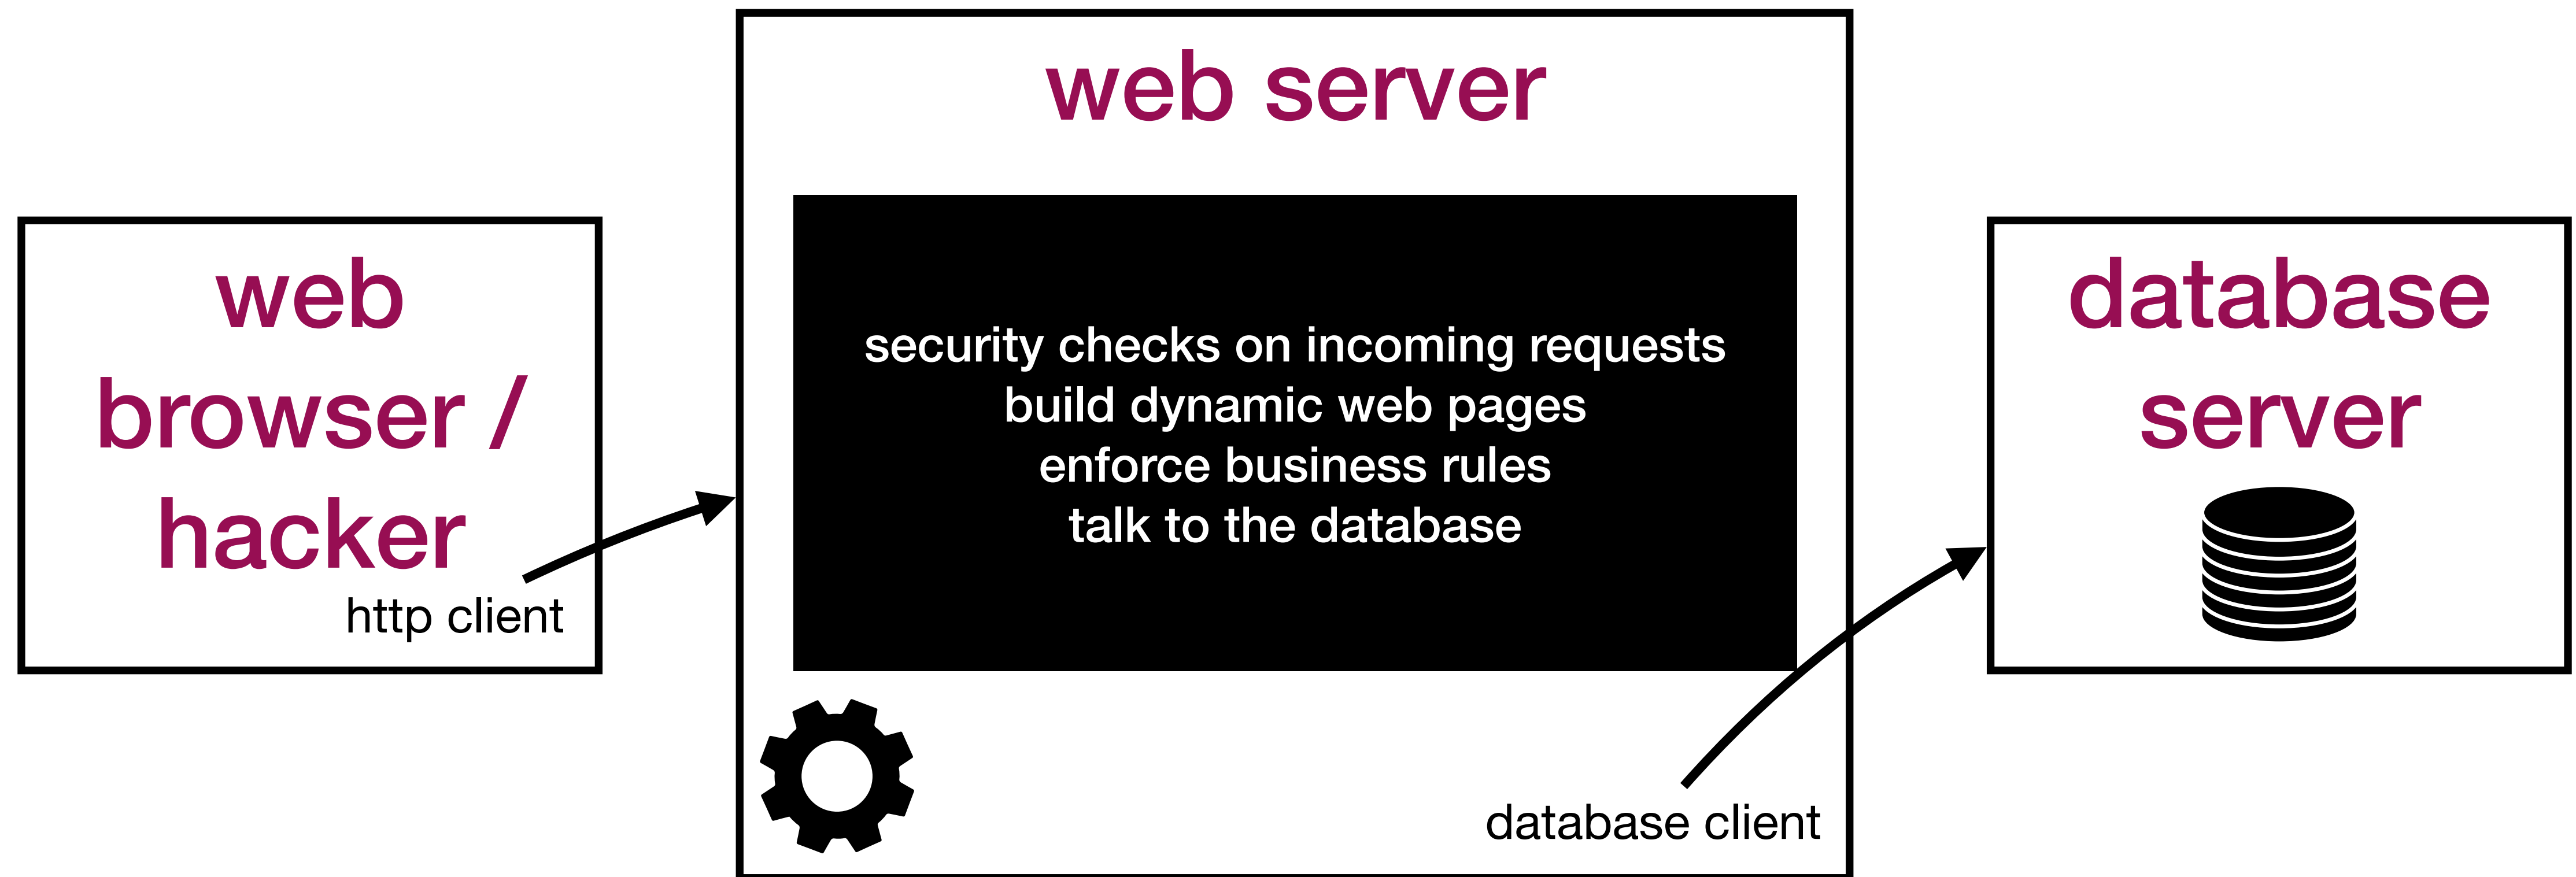 web
browser /
hacker
http client
web server
security checks on incoming requests
build dynamic web pages
enforce business rules
talk to the database
database client
database
server